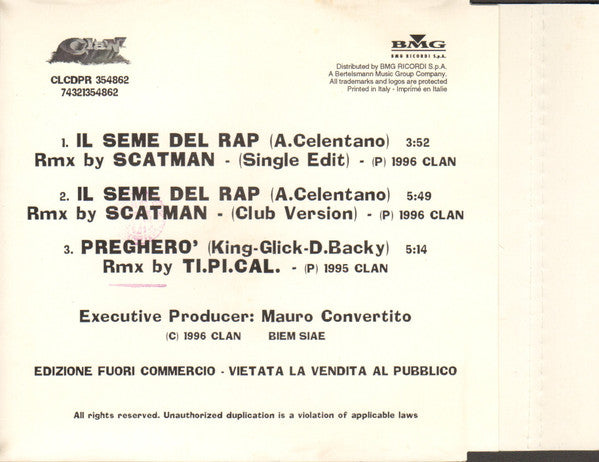 CLAN
CLCDPR 354862
74321354862
BMG
BMG RICORDI S.p.A.
Distributed by BMG RICORDI S.p.A.
A Bertelsmann Music Group Company.
All trademarks and logos are protected
Printed in Italy - Imprimé en Italie
1. IL SEME DEL RAP (A.Celentano) 3:52
Rmx by SCATMAN - (Single Edit) - (P) 1996 CLAN
2. IL SEME DEL RAP (A.Celentano) 5:49
Rmx by SCATMAN - (Club Version) - (P) 1996 CLAN
3. PREGHERO' (King-Glick-D.Backy) 5:14
Rmx by TI.PI.CAL. - (P) 1995 CLAN
Executive Producer: Mauro Convertito
(C) 1996 CLAN BIEM SIAE
EDIZIONE FUORI COMMERCIO - VIETATA LA VENDITA AL PUBBLICO
All rights reserved. Unauthorized duplication is a violation of applicable laws